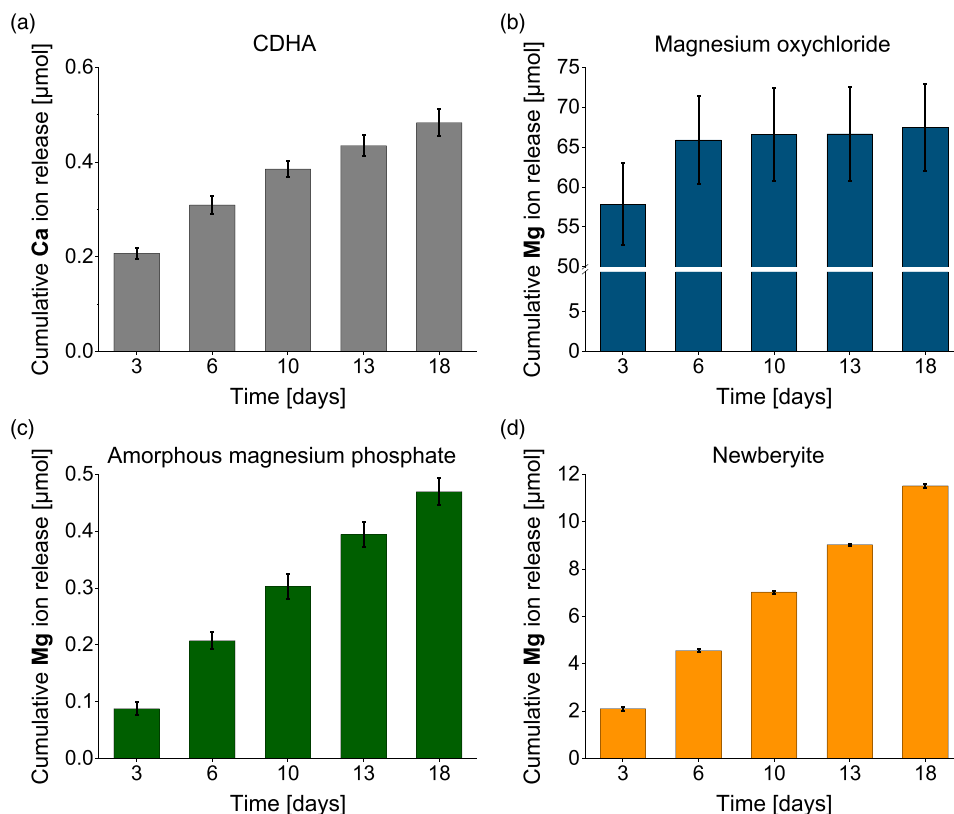 (a)
CDHA
Cumulative Ca ion release [µmol]
0.6
0.4
0.2
0.0
3 6 10 13 18
Time [days]
(b)
Magnesium oxychloride
Cumulative Mg ion release [µmol]
75
70
65
60
55
50
5
0
3 6 10 13 18
Time [days]
(c)
Amorphous magnesium phosphate
Cumulative Mg ion release [µmol]
0.5
0.4
0.3
0.2
0.1
0.0
3 6 10 13 18
Time [days]
(d)
Newberyite
Cumulative Mg ion release [µmol]
12
10
8
6
4
2
0
3 6 10 13 18
Time [days]